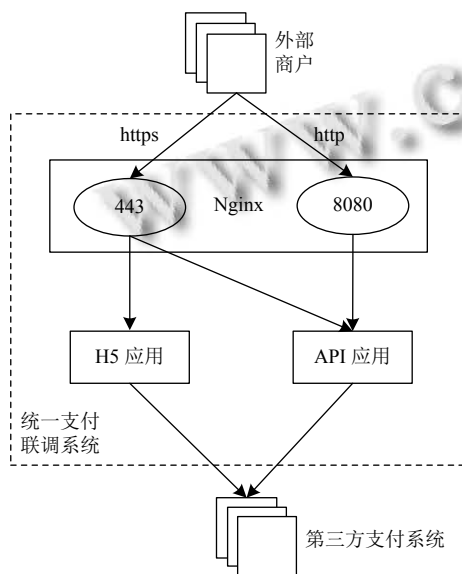 外部
商户
https
http
443
Nginx
8080
H5 应用
API 应用
统一支付
联调系统
第三方支付系统
www.c